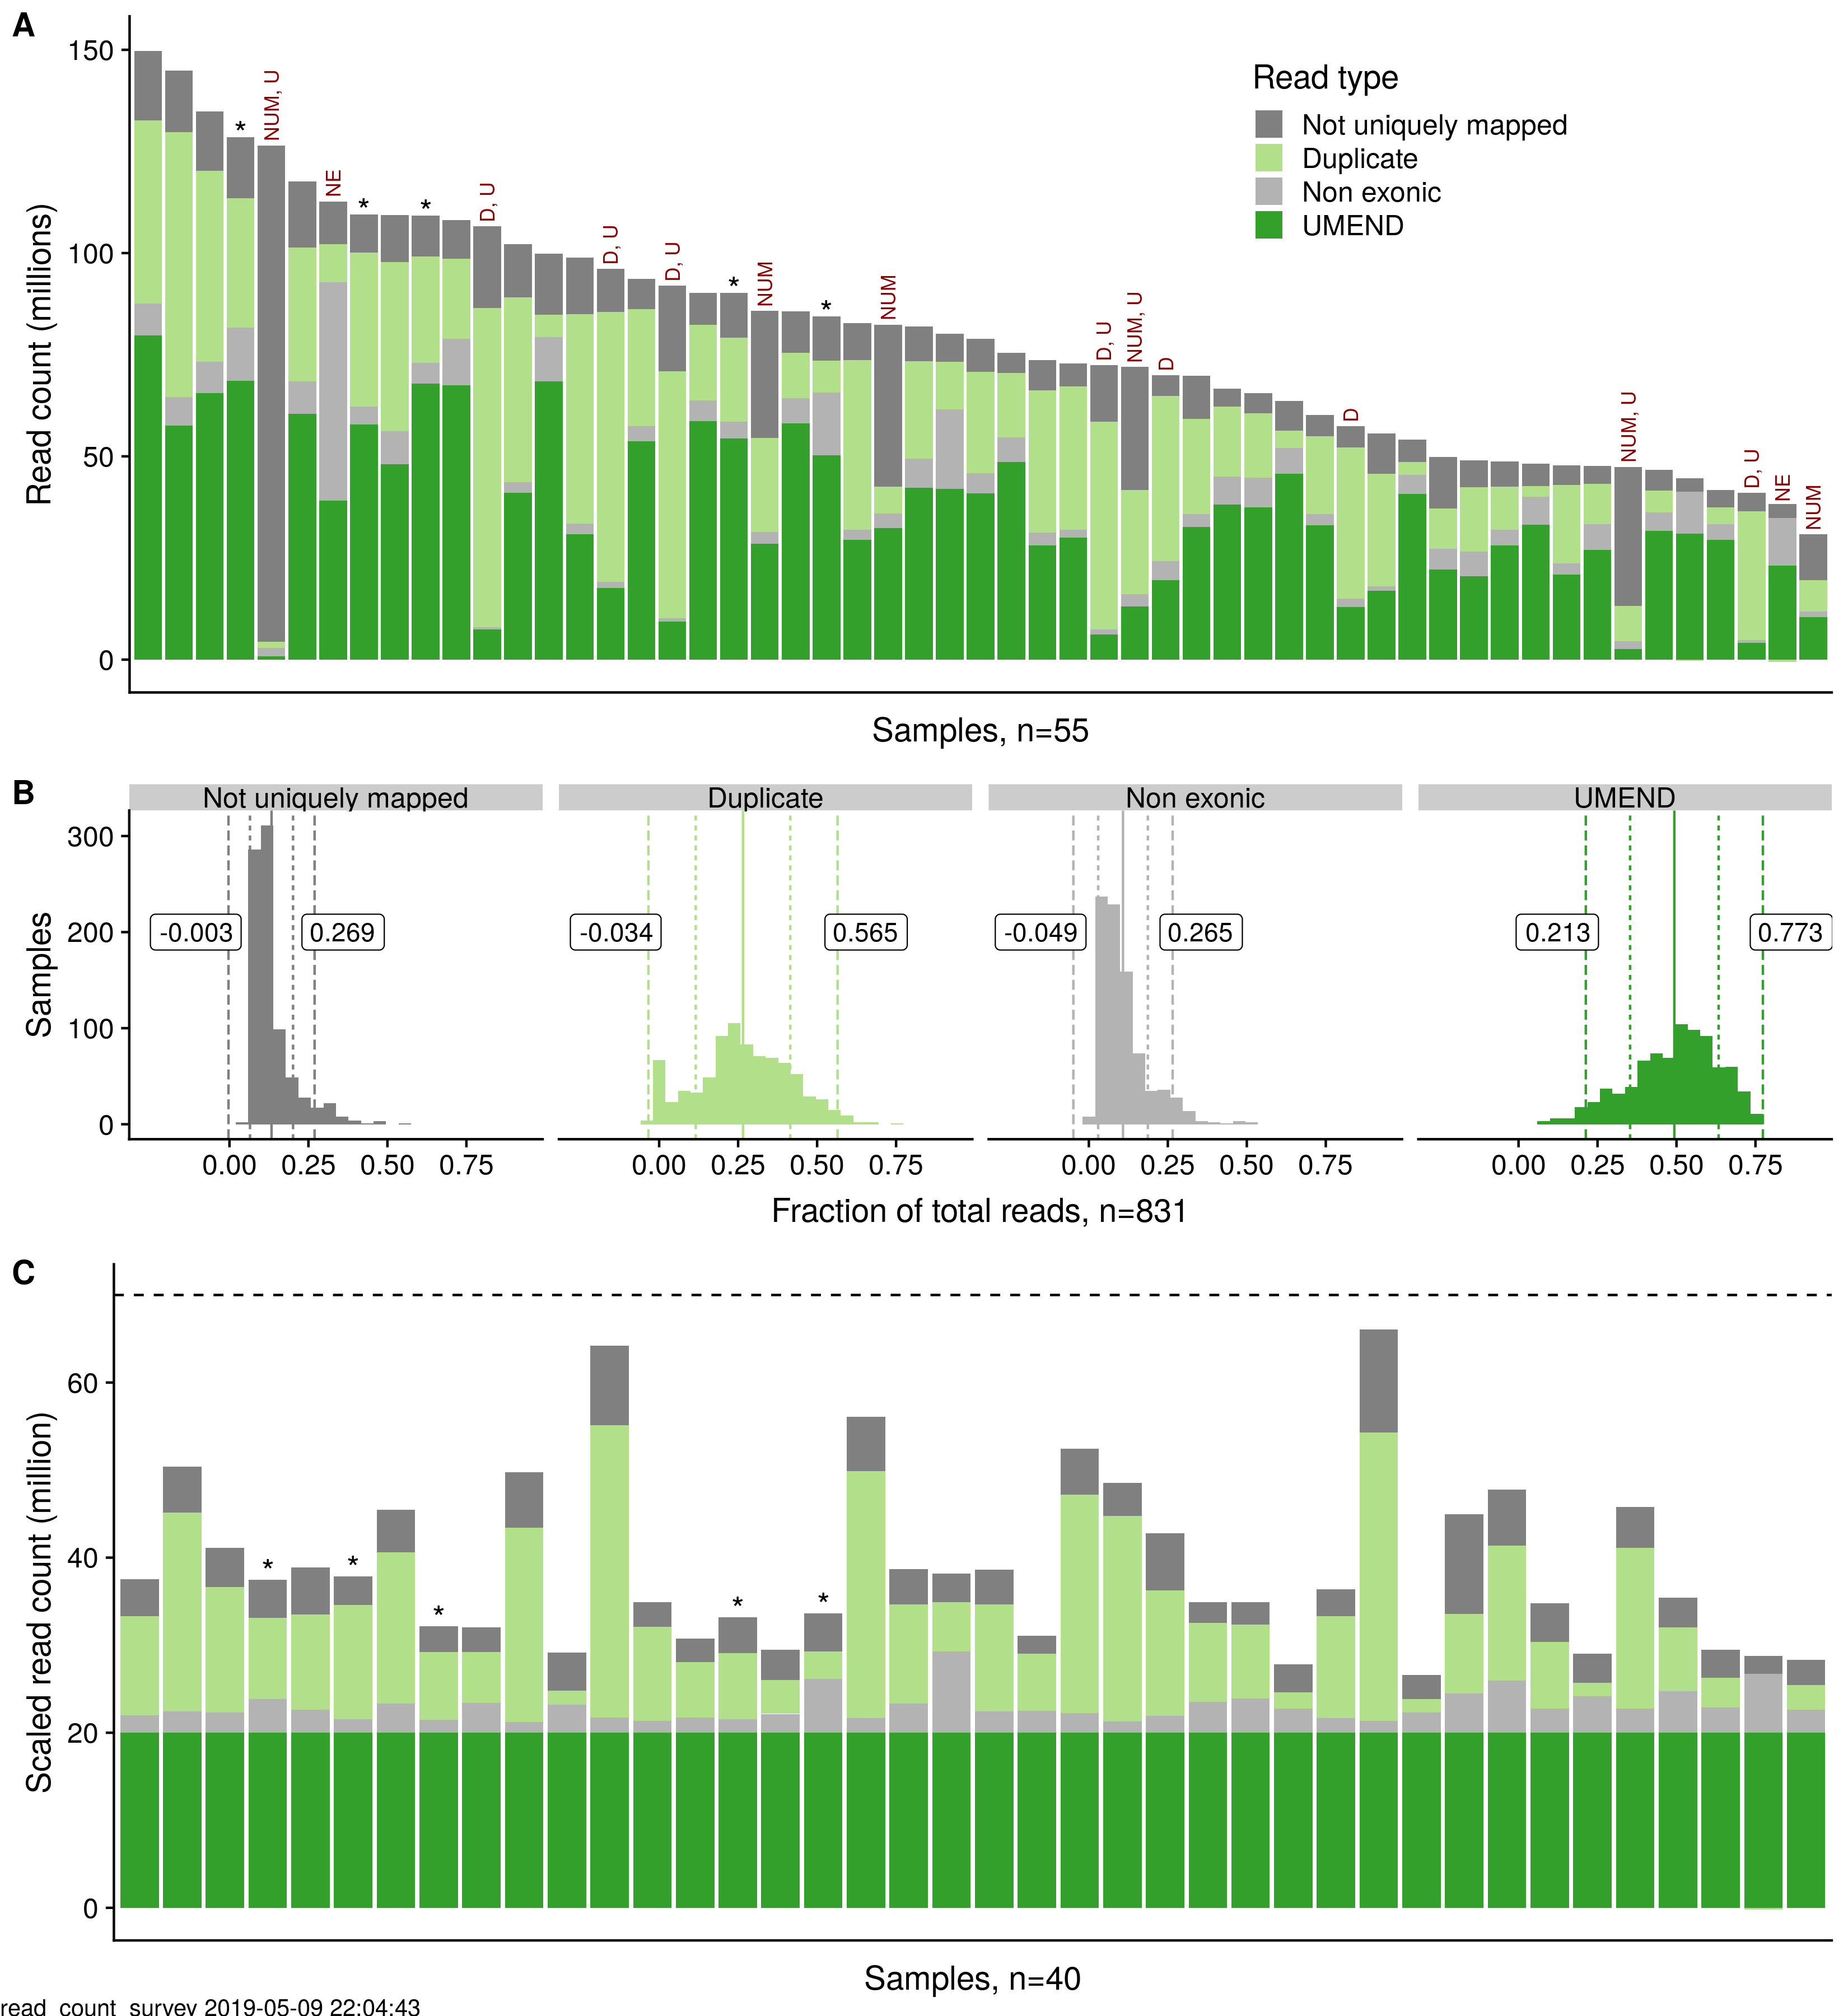 A
Read count (millions)
150
100
50
0
*
NUM, U
NE
*
*
D, U
D, U
D, U
*
NUM
*
NUM
D, U
NUM, U
D
D
NUM, U
D, U
NE
NUM
Read type
Not uniquely mapped
Duplicate
Non exonic
UMEND
Samples, n=55
B
Not uniquely mapped
Duplicate
Non exonic
UMEND
Samples
300
200
100
0
-0.003
0.269
-0.034
0.565
-0.049
0.265
0.213
0.773
0.00 0.25 0.50 0.75
0.00 0.25 0.50 0.75
0.00 0.25 0.50 0.75
0.00 0.25 0.50 0.75
Fraction of total reads, n=831
C
Scaled read count (million)
60
40
20
0
*
*
*
*
*
Samples, n=40
read_count_survey 2019-05-09 22:04:43